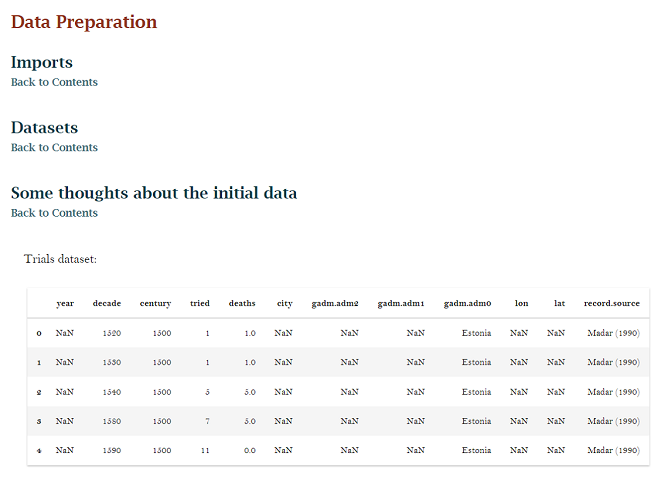 Data Preparation
Imports
Back to Contents
Datasets
Back to Contents
Some thoughts about the initial data
Back to Contents
Trials dataset:
year decade century tried deaths city gadm.adm2 gadm.adm1 gadm.adm0 lon lat record.source
0 NaN 1520 1500 1 1.0 NaN NaN NaN Estonia NaN NaN Madar (1990)
1 NaN 1530 1500 1 1.0 NaN NaN NaN Estonia NaN NaN Madar (1990)
2 NaN 1540 1500 5 5.0 NaN NaN NaN Estonia NaN NaN Madar (1990)
3 NaN 1580 1500 7 5.0 NaN NaN NaN Estonia NaN NaN Madar (1990)
4 NaN 1590 1500 11 0.0 NaN NaN NaN Estonia NaN NaN Madar (1990)